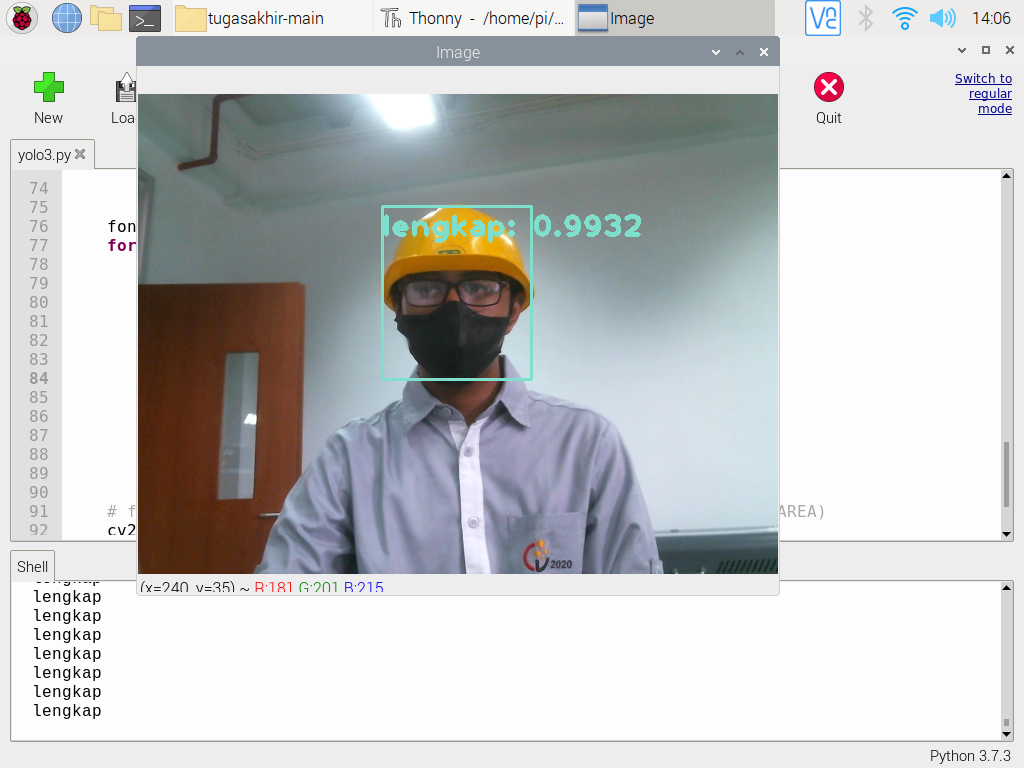 tugasakhir-main
Thonny - /home/pi/...
Image
14:06
Image
New
Loa
Quit
Switch to
regular
mode
yolo3.py
74
75
76 fon
77 for
78
79
80
81
82
83
84
85
86
87
88
89
90
91 # f AREA)
92 cv2
lengkap: 0.9932
CV 2020
(x=240, y=35) ~ R:181 G:201 B:215
Shell
lengkap
lengkap
lengkap
lengkap
lengkap
lengkap
lengkap
lengkap
Python 3.7.3